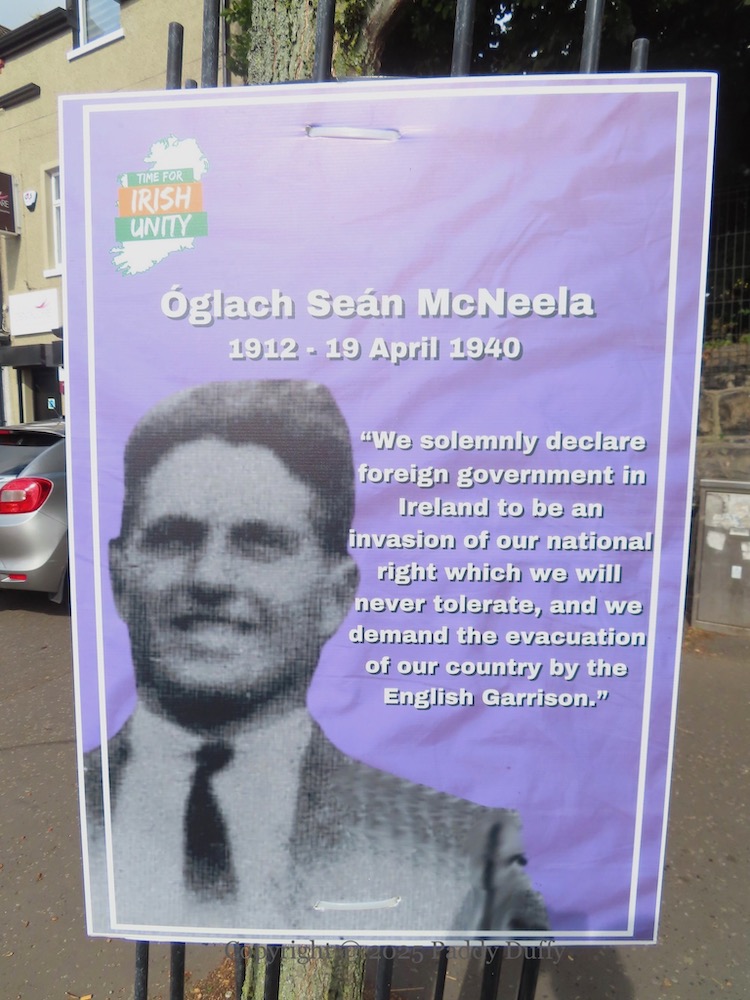 TIME FOR
IRISH
UNITY
Óglach Seán McNeela
1912 - 19 April 1940
“We solemnly declare
foreign government in
Ireland to be an
invasion of our national
right which we will
never tolerate, and we
demand the evacuation
of our country by the
English Garrison.”
Copyright © 2025 Paddy Duffy